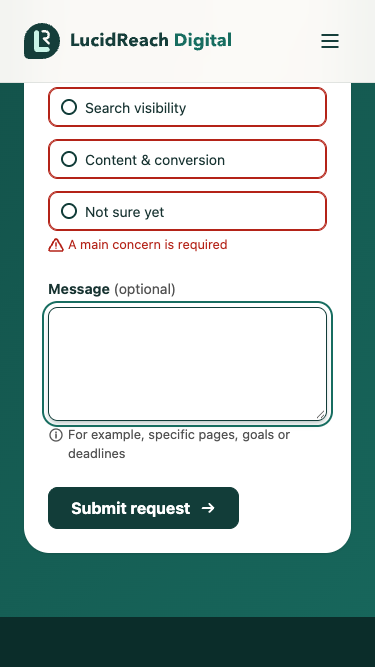 LucidReach Digital
Search visibility
Content & conversion
Not sure yet
A main concern is required
Message (optional)
For example, specific pages, goals or
deadlines
Submit request →